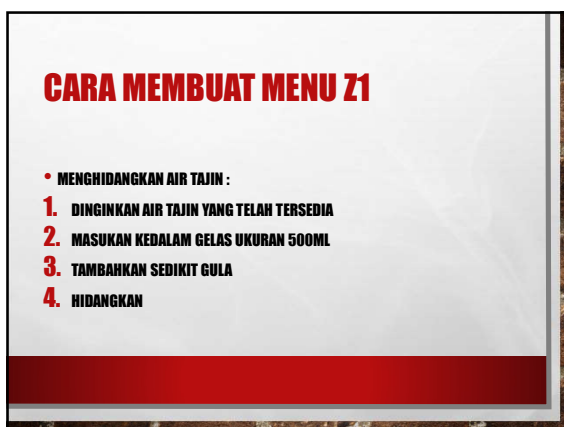 CARA MEMBUAT MENU Z1
• MENGHIDANGKAN AIR TAJIN :
1. DINGINKAN AIR TAJIN YANG TELAH TERSEDIA
2. MASUKAN KEDALAM GELAS UKURAN 500ML
3. TAMBAHKAN SEDIKIT GULA
4. HIDANGKAN